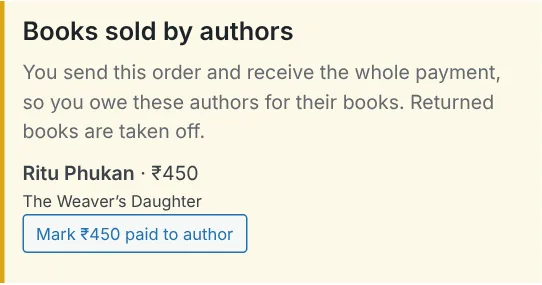 Books sold by authors
You send this order and receive the whole payment,
so you owe these authors for their books. Returned
books are taken off.
Ritu Phukan · ₹450
The Weaver’s Daughter
Mark ₹450 paid to author